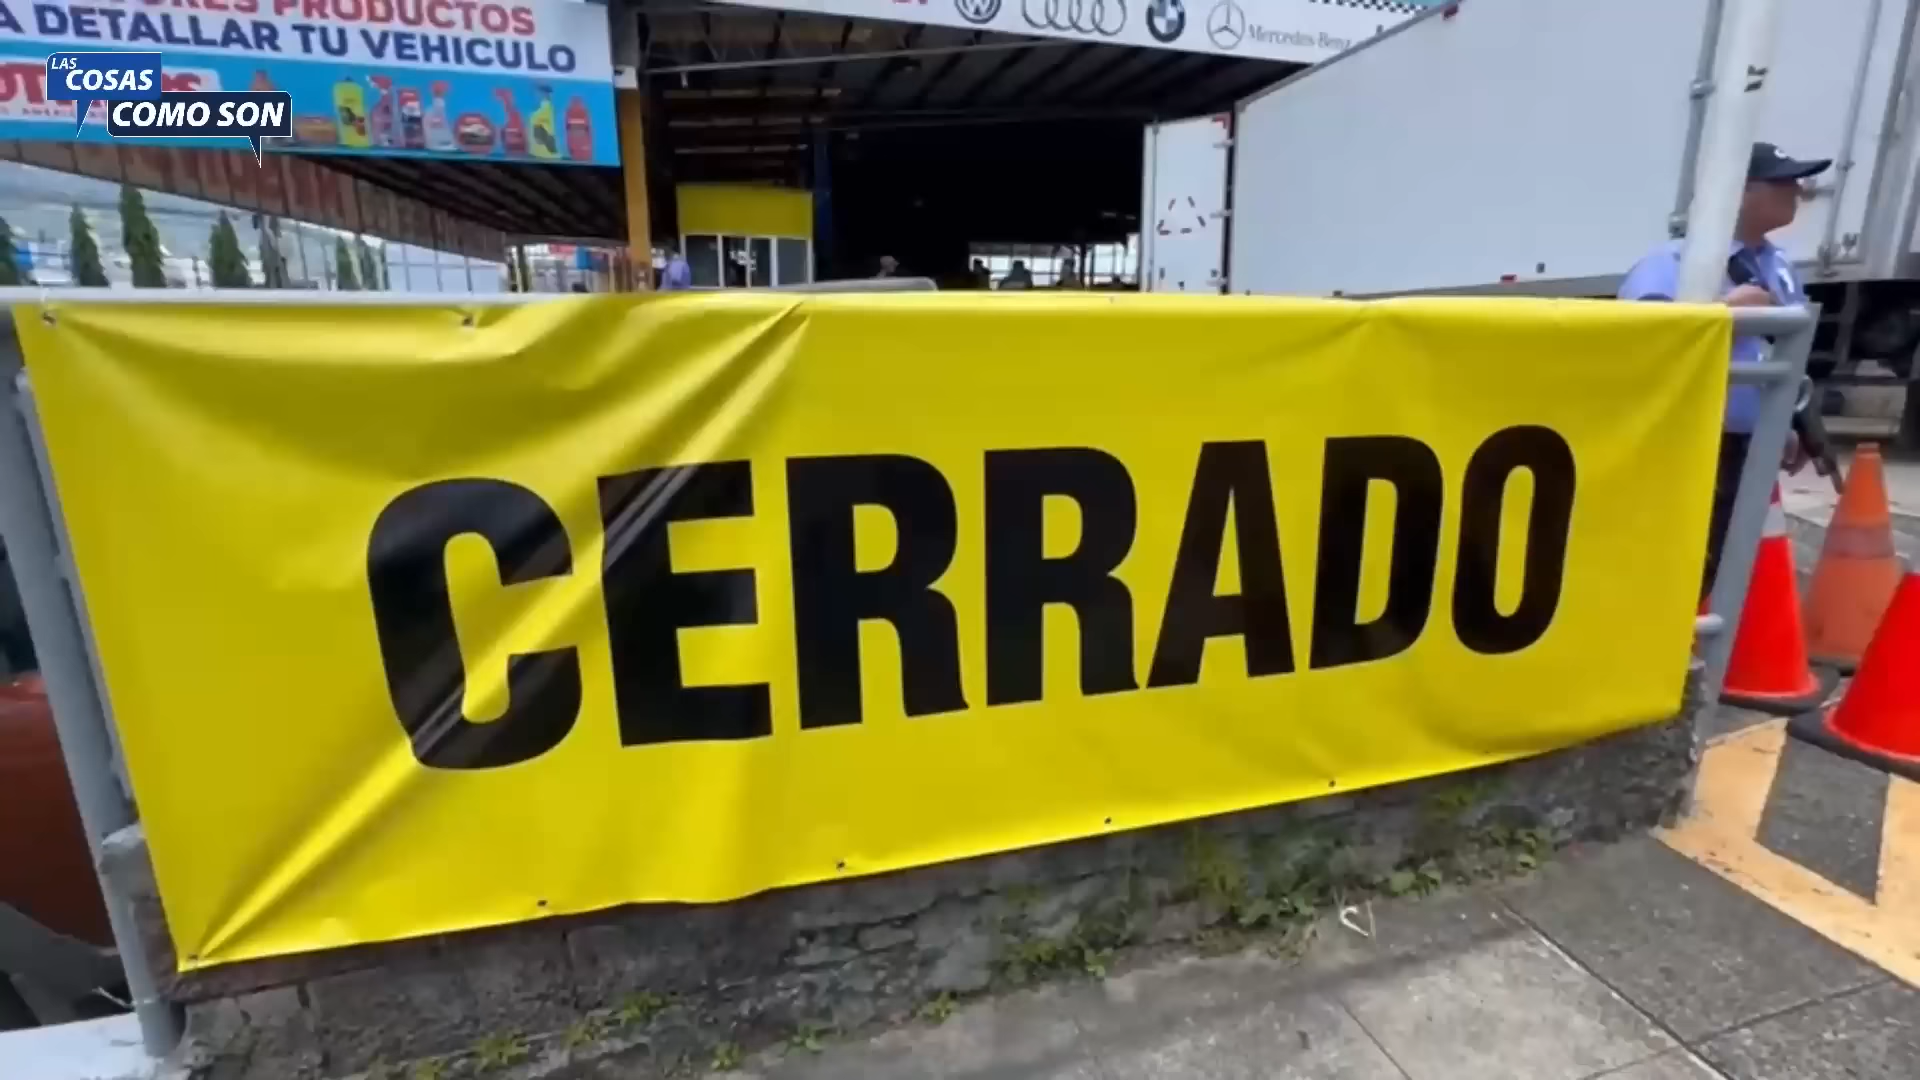 PRODUCTOS
A DETALLAR TU VEHICULO
LAS
COSAS
COMO SON
Mercedes-Benz
CERRADO